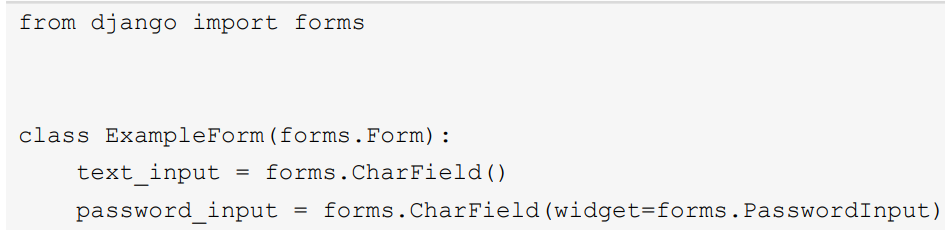 from django import forms
class ExampleForm(forms.Form):
    text_input = forms.CharField()
    password_input = forms.CharField(widget=forms.PasswordInput)